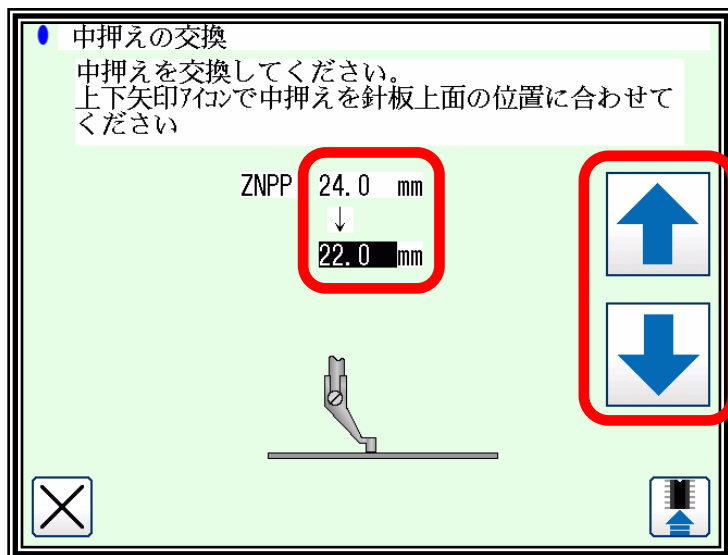 中押えの交換
中押えを交換してください。
上下矢印ｱｲｺﾝで中押えを針板上面の位置に合わせて
ください
ZNPP 24.0 mm
↓
22.0 mm